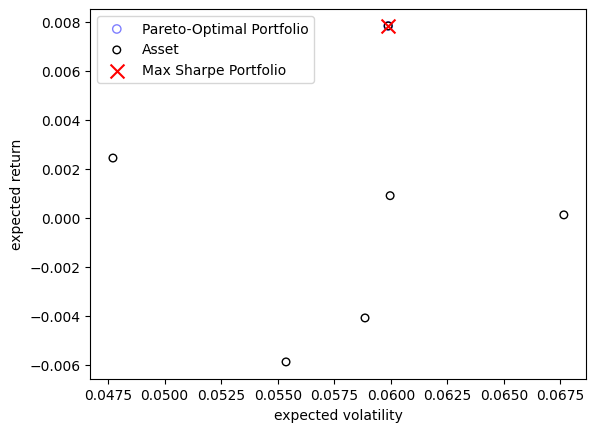 Pareto-Optimal Portfolio
Asset
Max Sharpe Portfolio
0.008
0.006
0.004
0.002
0.000
−0.002
−0.004
−0.006
expected return
0.0475 0.0500 0.0525 0.0550 0.0575 0.0600 0.0625 0.0650 0.0675
expected volatility